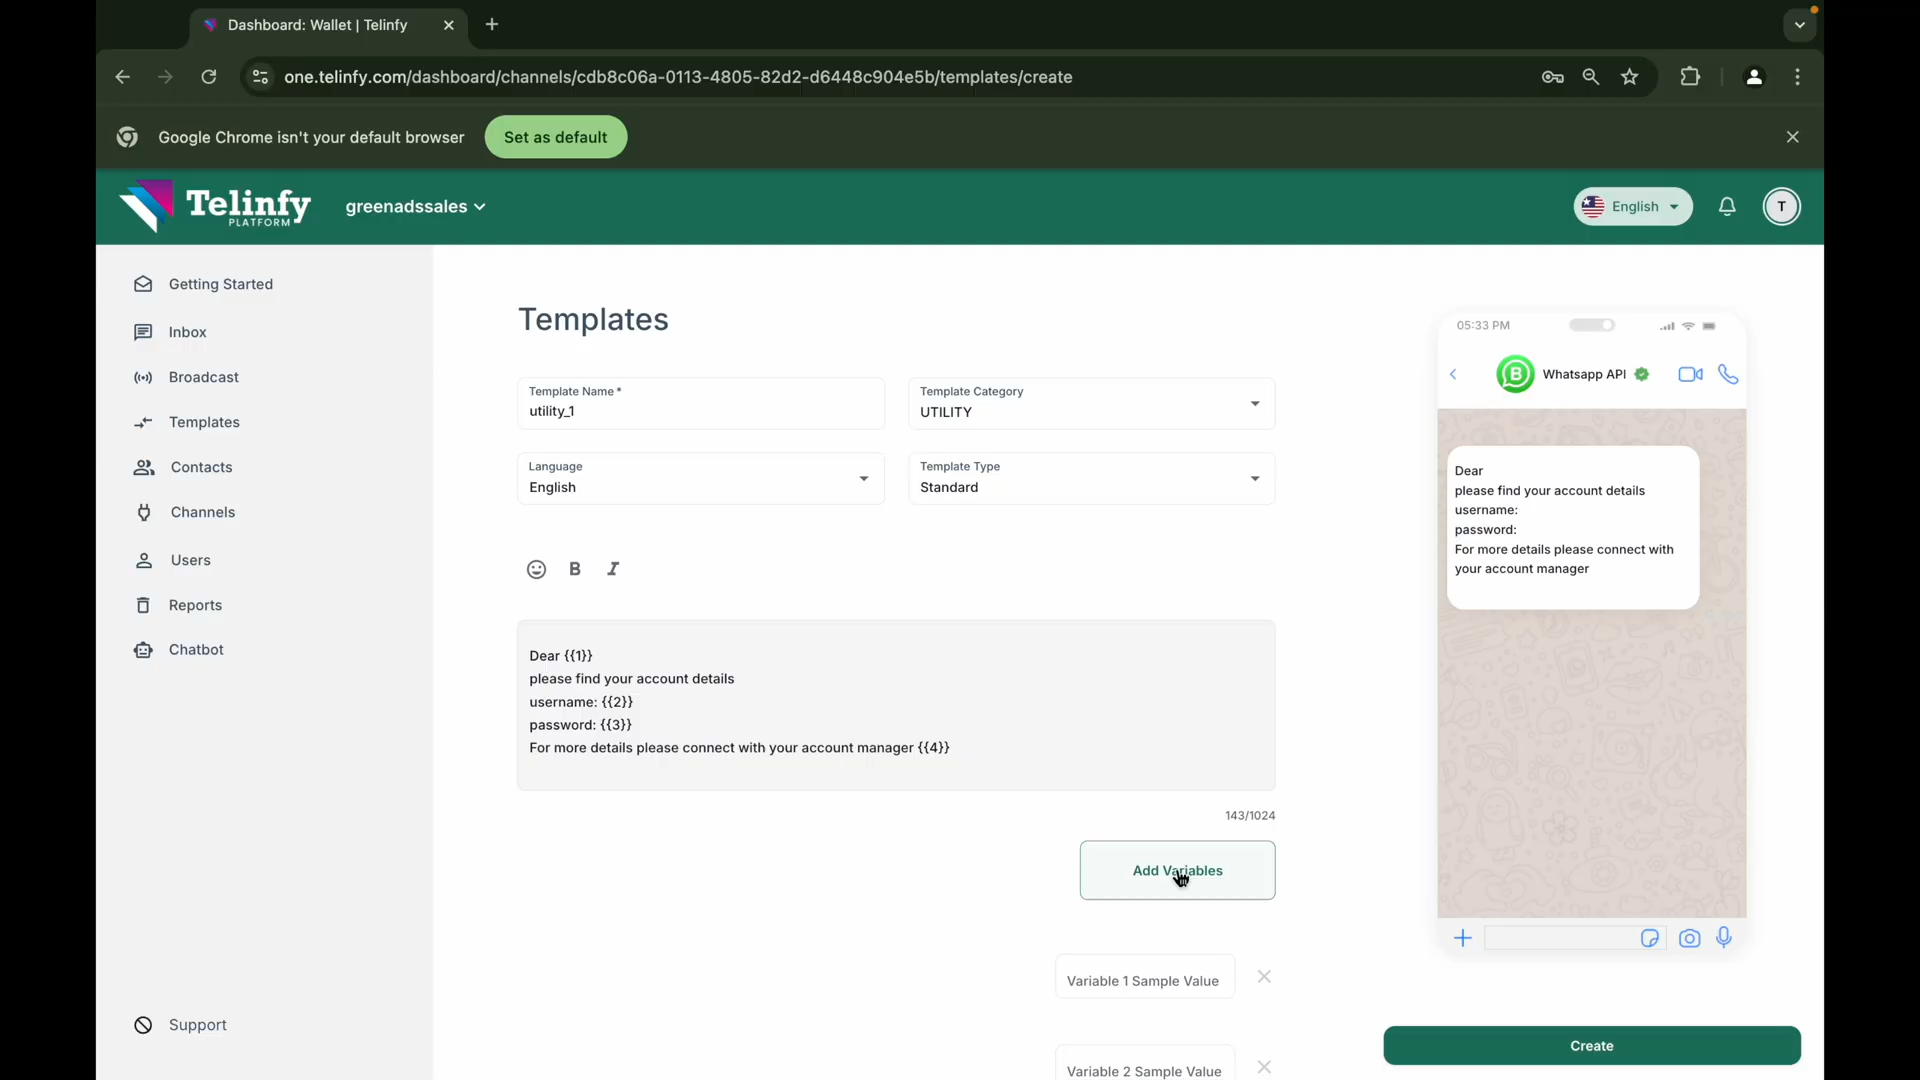 Dashboard: Wallet | Telinfy
one.telinfy.com/dashboard/channels/cdb8c06a-0113-4805-82d2-d6448c904e5b/templates/create
Google Chrome isn't your default browser
Set as default
Telinfy
PLATFORM
greenadssales
English
T
Getting Started
Inbox
Broadcast
Templates
Contacts
Channels
Users
Reports
Chatbot
Support
Templates
Template Name *
utility_1
Template Category
UTILITY
Language
English
Template Type
Standard
B I
Dear {{1}}
please find your account details
username: {{2}}
password: {{3}}
For more details please connect with your account manager {{4}}
143/1024
Add Variables
Variable 1 Sample Value
Variable 2 Sample Value
05:33 PM
B
Whatsapp API
Dear
please find your account details
username:
password:
For more details please connect with
your account manager
Create